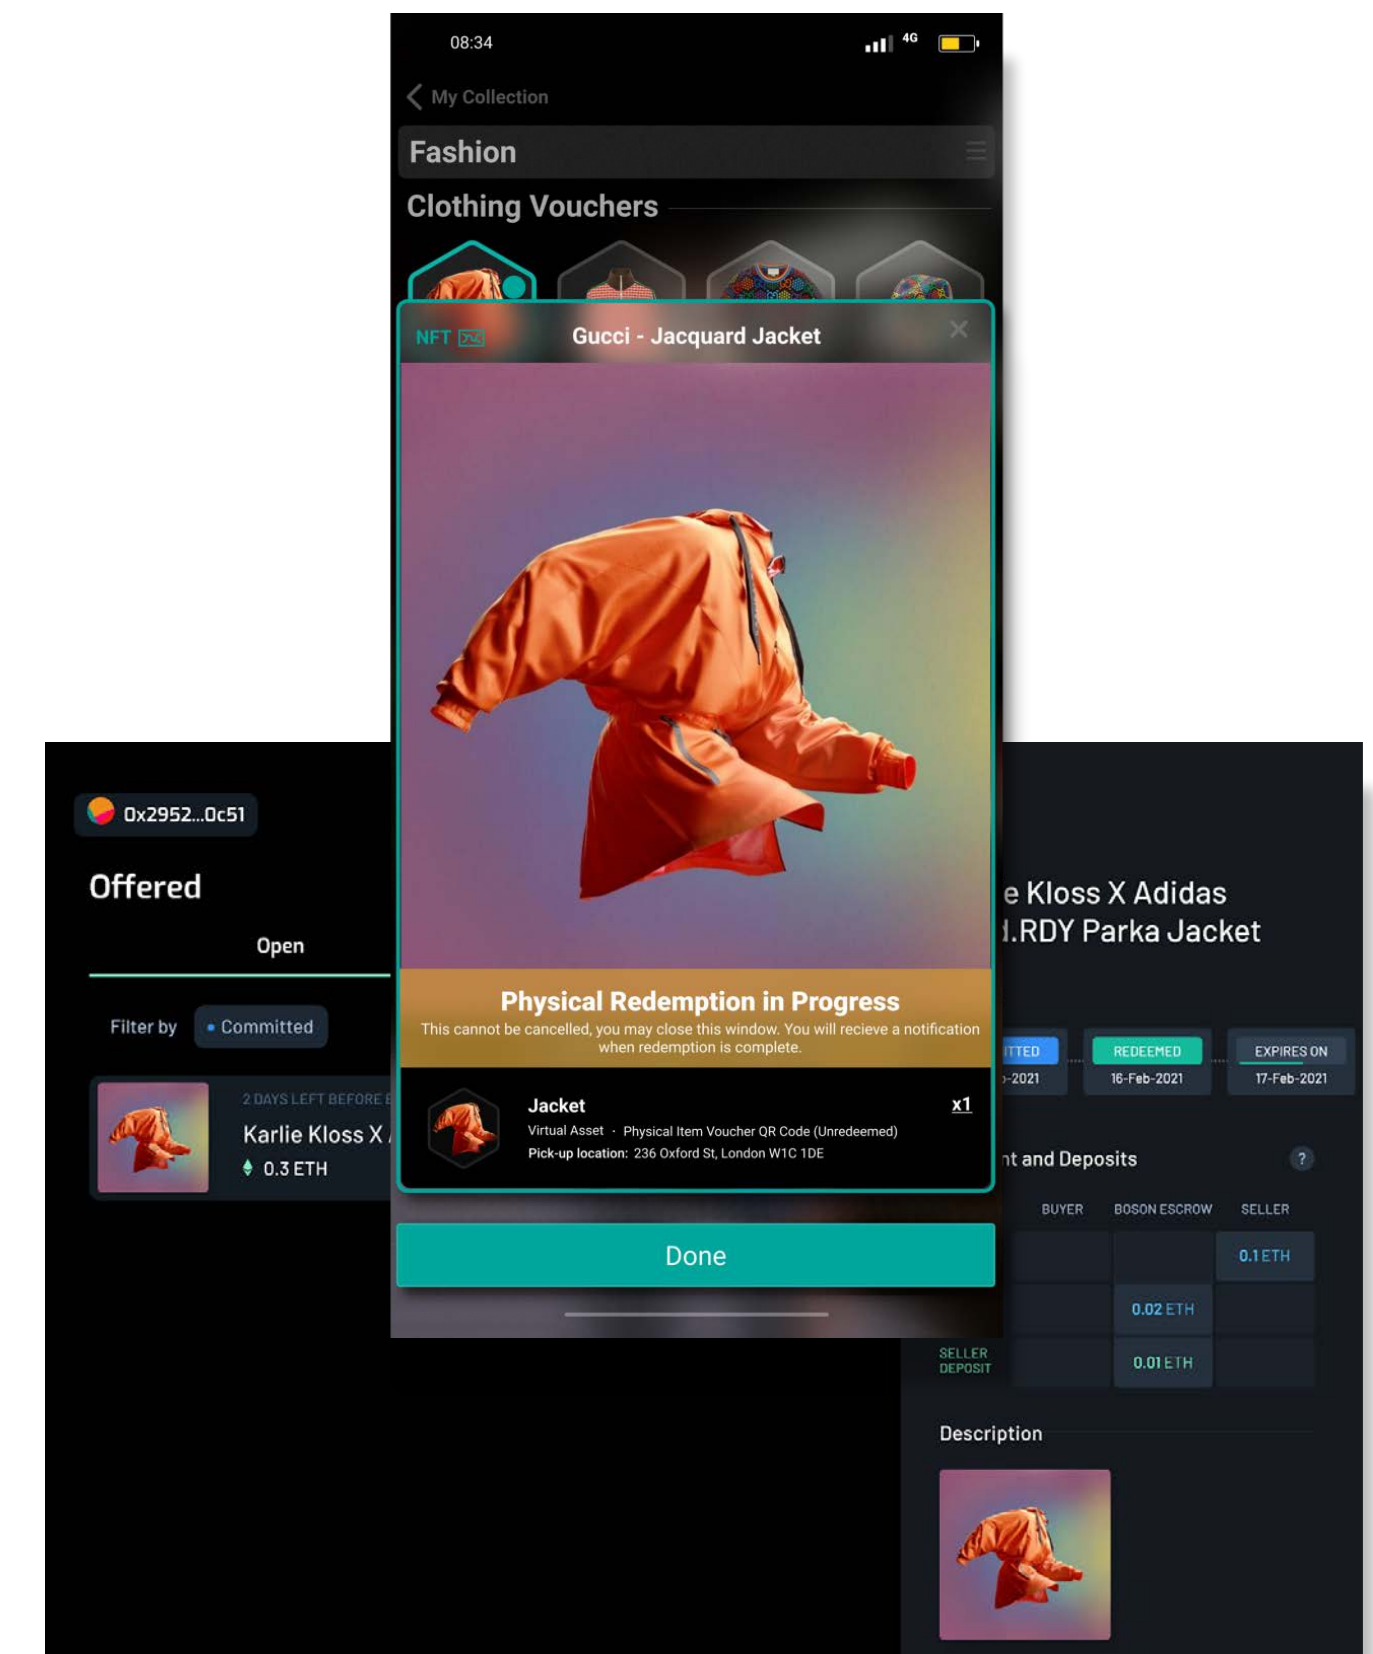 08:34
4G
My Collection
Fashion
Clothing Vouchers
NFT
Gucci - Jacquard Jacket
Physical Redemption in Progress
This cannot be cancelled, you may close this window. You will recieve a notification
when redemption is complete.
Jacket
x1
Virtual Asset · Physical Item Voucher QR Code (Unredeemed)
Pick-up location: 236 Oxford St, London W1C 1DE
Done
0x2952...0c51
Offered
Open
Filter by
Committed
2 DAYS LEFT BEFORE
Karlie Kloss X
0.3 ETH
e Kloss X Adidas
.RDY Parka Jacket
TTED
REDEEMED
EXPIRES ON
-2021
16-Feb-2021
17-Feb-2021
nt and Deposits
?
BUYER
BOSON ESCROW
SELLER
0.1 ETH
0.02 ETH
SELLER
DEPOSIT
0.01 ETH
Description